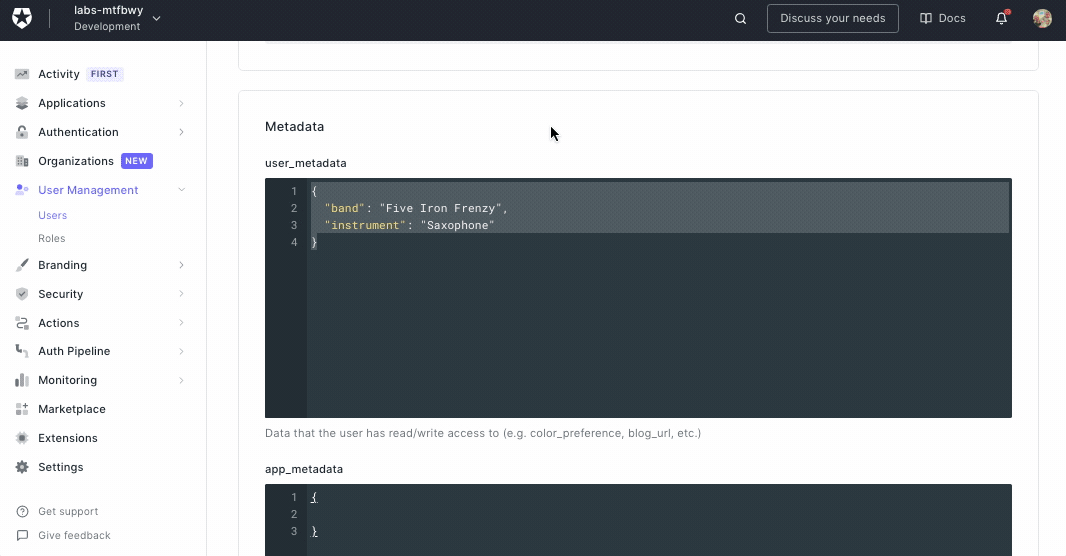 labs-mtfbwy
Development
Discuss your needs
Docs
Activity FIRST
Applications
Authentication
Organizations NEW
User Management
Users
Roles
Branding
Security
Actions
Auth Pipeline
Monitoring
Marketplace
Extensions
Settings
Get support
Give feedback
Metadata
user_metadata
1 {
2 "band": "Five Iron Frenzy",
3 "instrument": "Saxophone"
4 }
Data that the user has read/write access to (e.g. color_preference, blog_url, etc.)
app_metadata
1 {
2
3 }